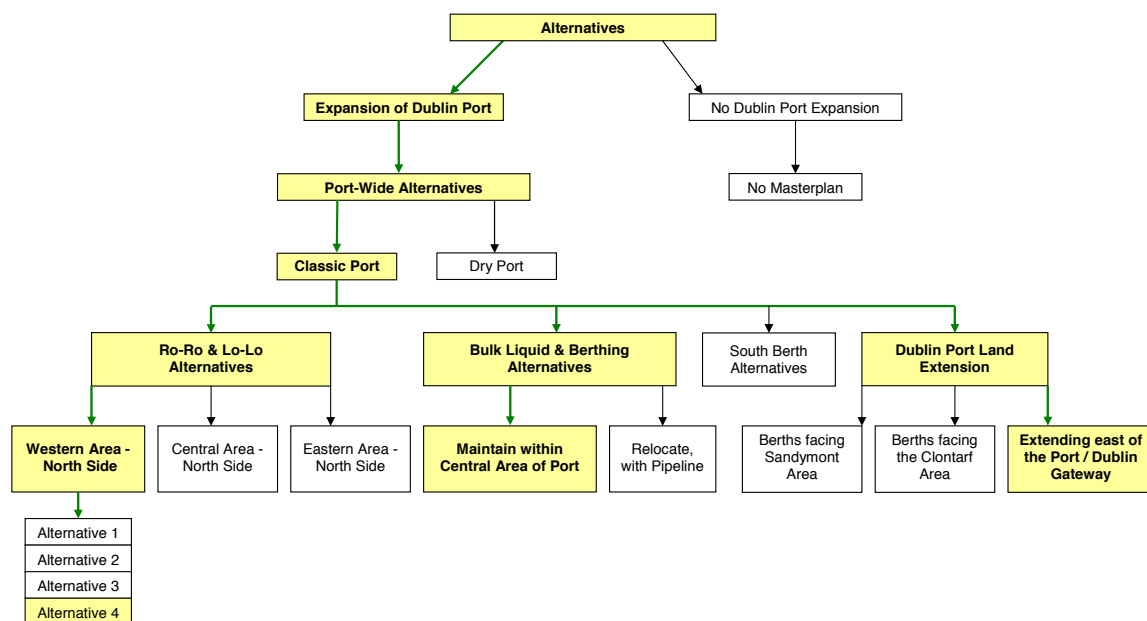 Alternatives
Expansion of Dublin Port
No Dublin Port Expansion
Port-Wide Alternatives
No Masterplan
Classic Port
Dry Port
Ro-Ro & Lo-Lo
Alternatives
Bulk Liquid & Berthing
Alternatives
South Berth
Alternatives
Dublin Port Land
Extension
Western Area -
North Side
Central Area -
North Side
Eastern Area -
North Side
Maintain within
Central Area of Port
Relocate,
with Pipeline
Berths facing
Sandymont
Area
Berths facing
the Clontarf
Area
Extending east of
the Port / Dublin
Gateway
Alternative 1
Alternative 2
Alternative 3
Alternative 4